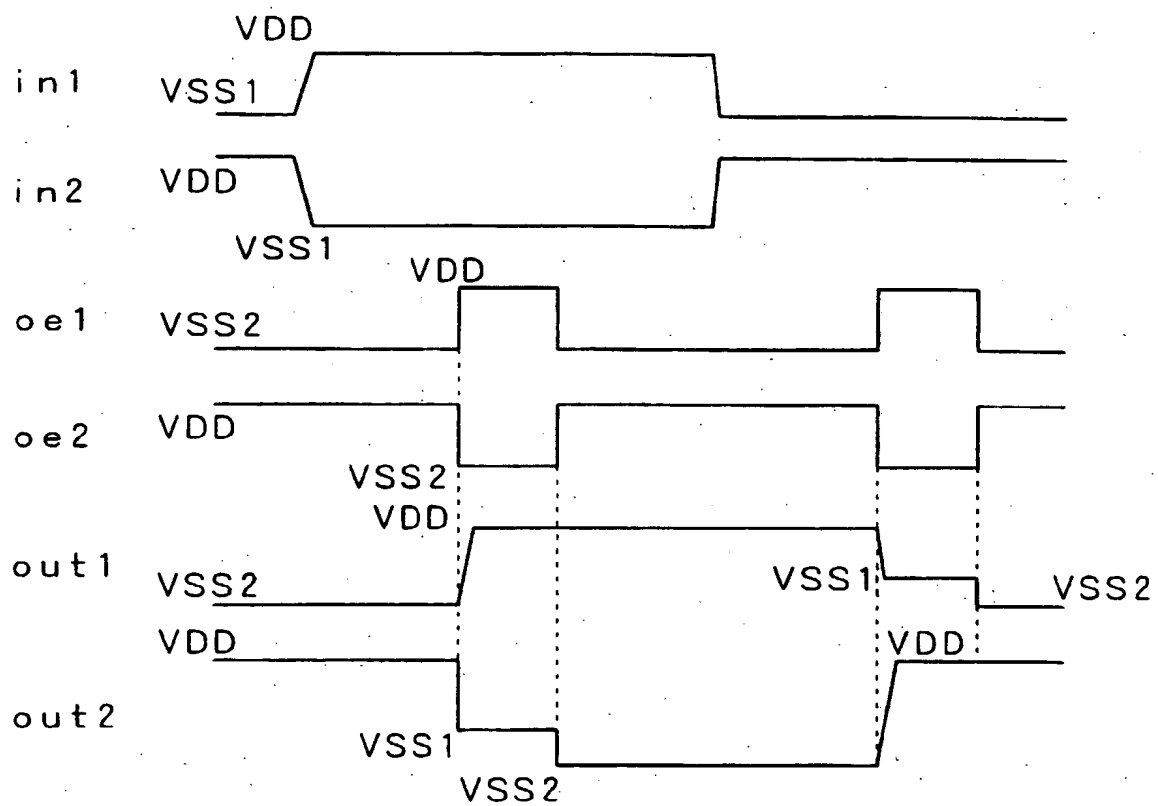 VDD
in1 VSS1
in2 VDD
VSS1
VDD
oe1 VSS2
oe2 VDD
VSS2
VDD
out1 VSS2 VSS1 VSS2
VDD VDD
out2
VSS1
VSS2